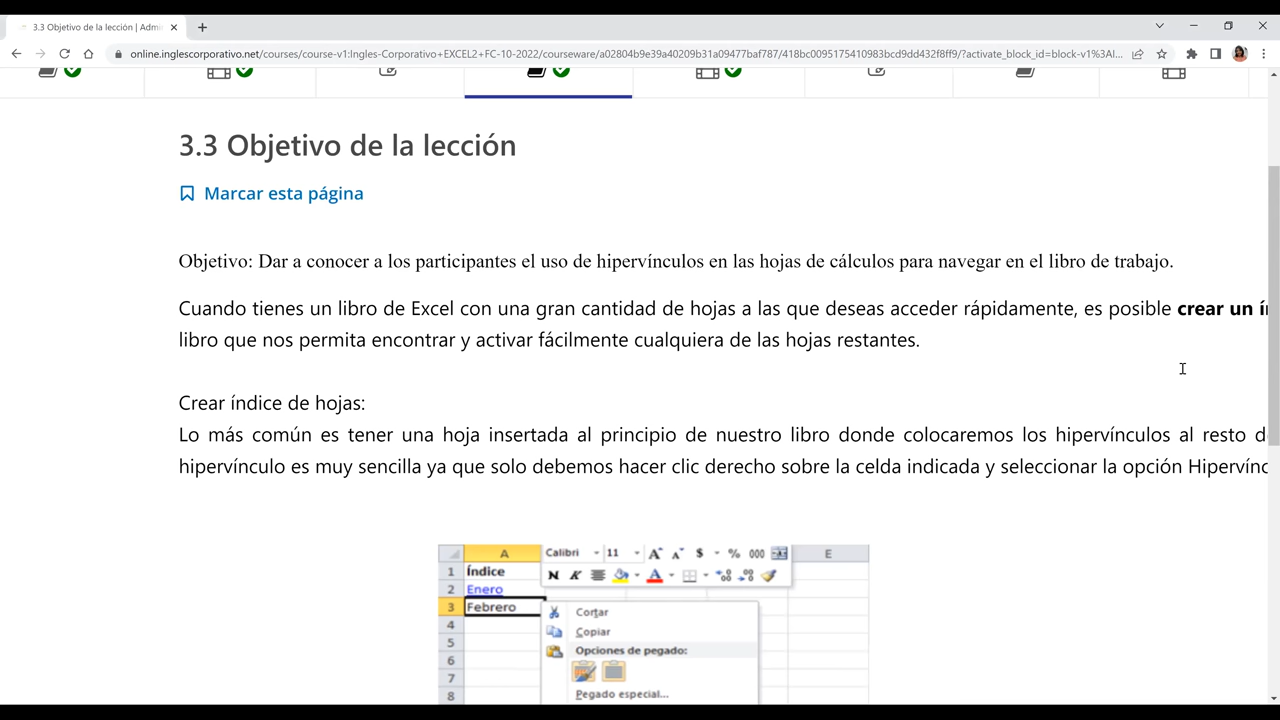 3.3 Objetivo de la lección | Adm
online.inglescorporativo.net/courses/course-v1:Ingles-Corporativo+EXCEL2+FC-10-2022/courseware/a02804b9e39a40209b31a09477baf787/418bc0095175410983bcd9dd432f8ff9/?activate_block_id=block-v1%3Al...
3.3 Objetivo de la lección
Marcar esta página
Objetivo: Dar a conocer a los participantes el uso de hipervínculos en las hojas de cálculos para navegar en el libro de trabajo.
Cuando tienes un libro de Excel con una gran cantidad de hojas a las que deseas acceder rápidamente, es posible crear un
libro que nos permita encontrar y activar fácilmente cualquiera de las hojas restantes.
Crear índice de hojas:
Lo más común es tener una hoja insertada al principio de nuestro libro donde colocaremos los hipervínculos al resto
hipervínculo es muy sencilla ya que solo debemos hacer clic derecho sobre la celda indicada y seleccionar la opción Hipervínc
A Calibri 11 A A $ % 000 E
1 Índice N K A
2 Enero
3 Febrero
Cortar
4
Copiar
5
Opciones de pegado:
6
7
Pegado especial...
8